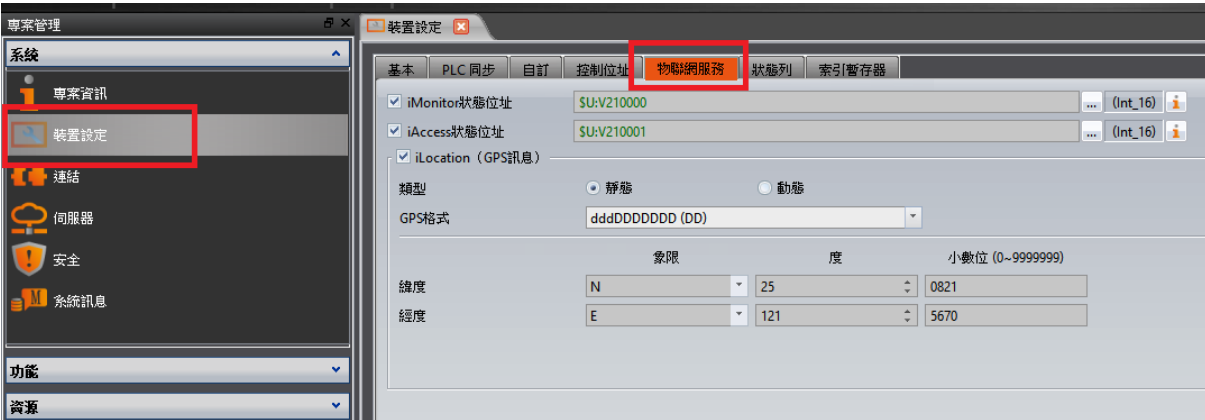 專案管理
裝置設定
系統
專案資訊
裝置設定
連結
伺服器
安全
系統訊息
功能
資源
基本 PLC 同步 自訂 控制位址 物聯網服務 狀態列 索引暫存器
iMonitor狀態位址 $U:V210000 ... (Int_16)
iAccess狀態位址 $U:V210001 ... (Int_16)
iLocation（GPS訊息）
類型 靜態 動態
GPS格式 dddDDDDDDD (DD)
象限 度 小數位 (0~9999999)
緯度 N 25 0821
經度 E 121 5670